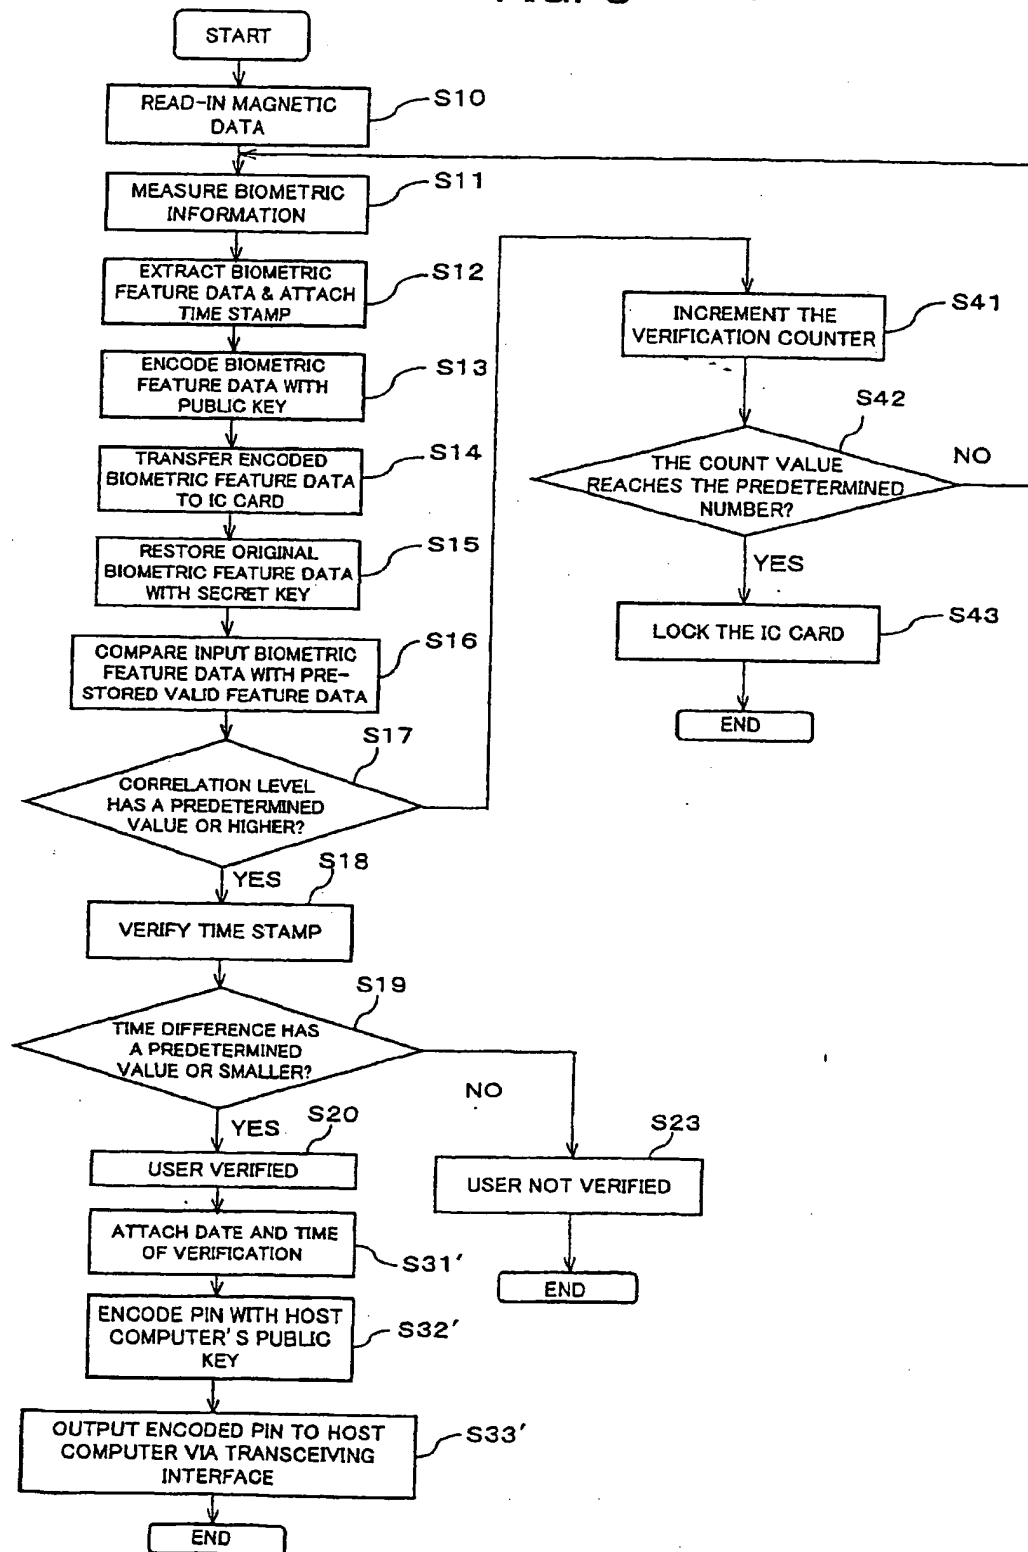 START
READ-IN MAGNETIC
DATA
S10
MEASURE BIOMETRIC
INFORMATION
S11
EXTRACT BIOMETRIC
FEATURE DATA & ATTACH
TIME STAMP
S12
ENCODE BIOMETRIC
FEATURE DATA WITH
PUBLIC KEY
S13
TRANSFER ENCODED
BIOMETRIC FEATURE DATA
TO IC CARD
S14
RESTORE ORIGINAL
BIOMETRIC FEATURE DATA
WITH SECRET KEY
S15
COMPARE INPUT BIOMETRIC
FEATURE DATA WITH PRE-
STORED VALID FEATURE DATA
S16
CORRELATION LEVEL
HAS A PREDETERMINED
VALUE OR HIGHER?
S17
YES
VERIFY TIME STAMP
S18
TIME DIFFERENCE HAS
A PREDETERMINED
VALUE OR SMALLER?
S19
YES
NO
USER VERIFIED
S20
ATTACH DATE AND TIME
OF VERIFICATION
S31'
ENCODE PIN WITH HOST
COMPUTER'S PUBLIC
KEY
S32'
OUTPUT ENCODED PIN TO HOST
COMPUTER VIA TRANSCEIVING
INTERFACE
S33'
END
USER NOT VERIFIED
S23
END
INCREMENT THE
VERIFICATION COUNTER
S41
THE COUNT VALUE
REACHES THE PREDETERMINED
NUMBER?
S42
NO
YES
LOCK THE IC CARD
S43
END